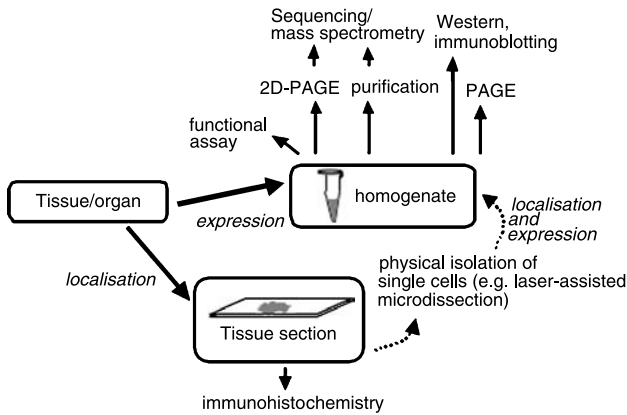 Sequencing/
mass spectrometry
Western,
immunoblotting
2D-PAGE
purification
PAGE
functional
assay
Tissue/organ
expression
homogenate
localisation
and
expression
localisation
physical isolation of
single cells (e.g. laser-assisted
microdissection)
Tissue section
immunohistochemistry